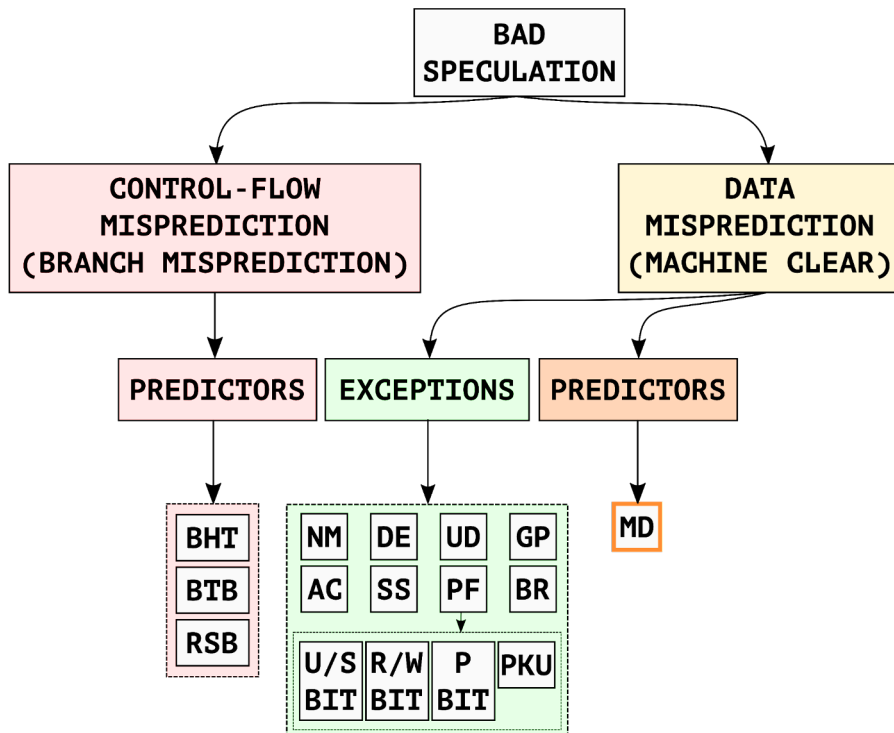 BAD
SPECULATION
CONTROL-FLOW
MISPREDICTION
(BRANCH MISPREDICTION)
DATA
MISPREDICTION
(MACHINE CLEAR)
PREDICTORS
EXCEPTIONS
PREDICTORS
BHT
BTB
RSB
NM DE UD GP
AC SS PF BR
U/S BIT
R/W BIT
P BIT
PKU
MD